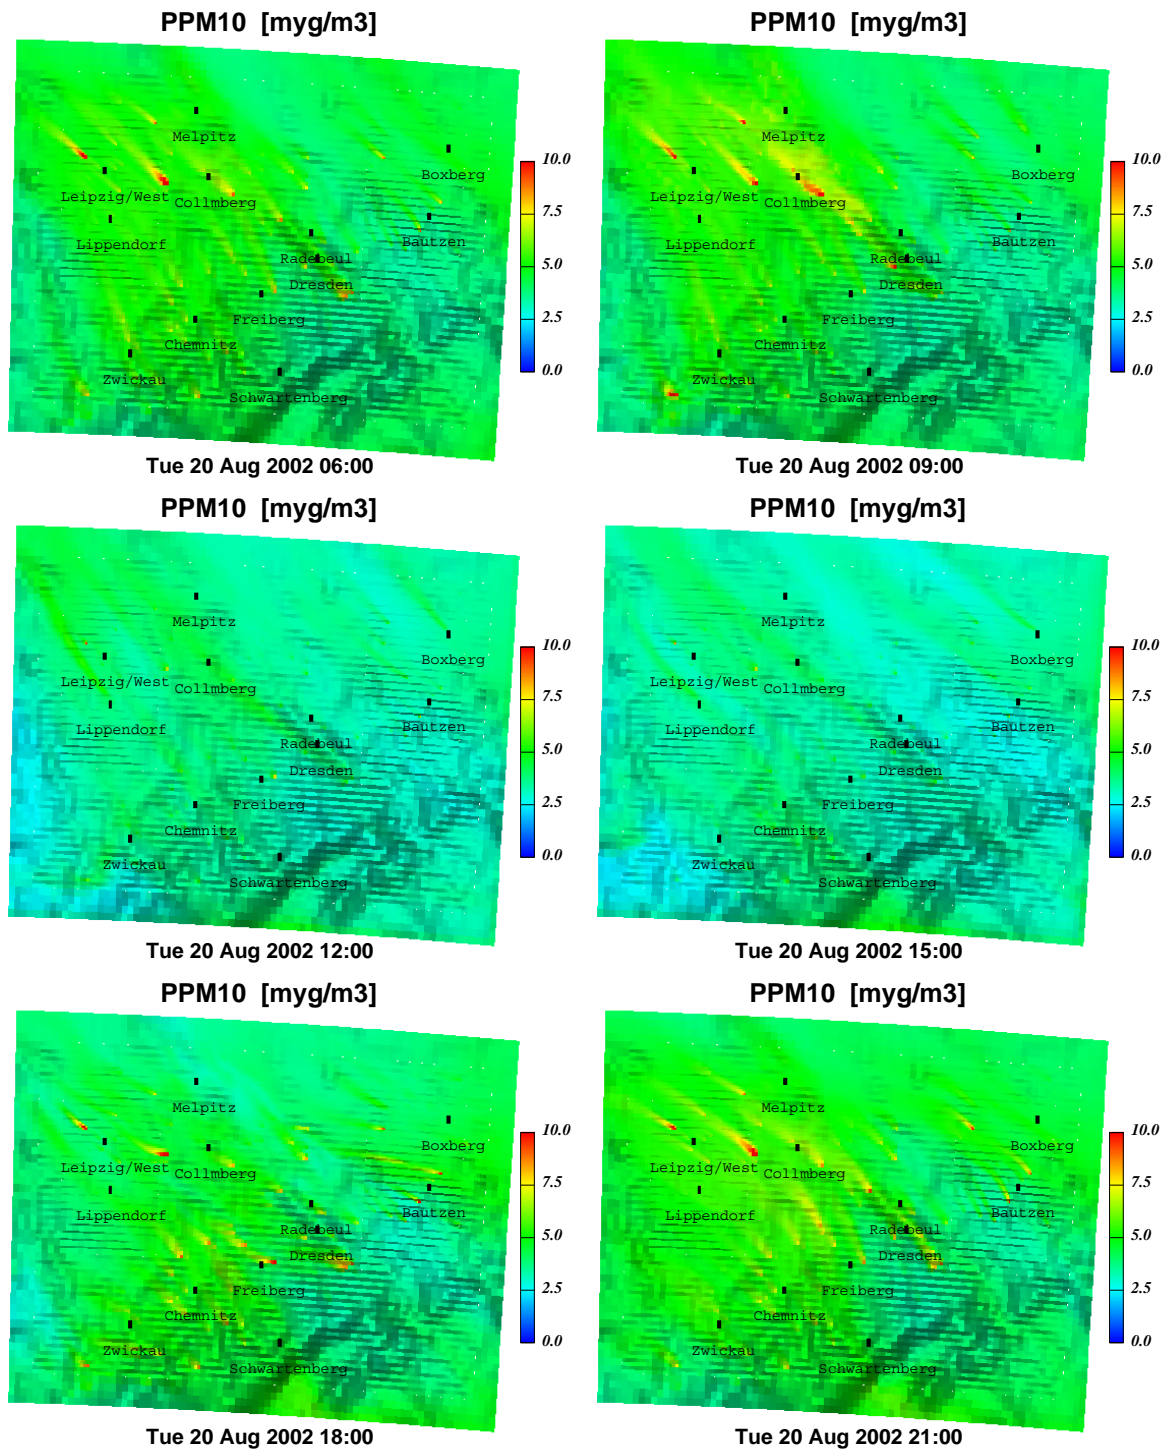 PPM10 [myg/m3]
Melpitz
Boxberg
Leipzig/West
Collmberg
Lippendorf
Bautzen
Radebeul
Dresden
Freiberg
Chemnitz
Zwickau
Schwartenberg
10.0
7.5
5.0
2.5
0.0
Tue 20 Aug 2002 06:00
PPM10 [myg/m3]
Melpitz
Boxberg
Leipzig/West
Collmberg
Lippendorf
Bautzen
Radebeul
Dresden
Freiberg
Chemnitz
Zwickau
Schwartenberg
10.0
7.5
5.0
2.5
0.0
Tue 20 Aug 2002 09:00
PPM10 [myg/m3]
Melpitz
Boxberg
Leipzig/West
Collmberg
Lippendorf
Bautzen
Radebeul
Dresden
Freiberg
Chemnitz
Zwickau
Schwartenberg
10.0
7.5
5.0
2.5
0.0
Tue 20 Aug 2002 12:00
PPM10 [myg/m3]
Melpitz
Boxberg
Leipzig/West
Collmberg
Lippendorf
Bautzen
Radebeul
Dresden
Freiberg
Chemnitz
Zwickau
Schwartenberg
10.0
7.5
5.0
2.5
0.0
Tue 20 Aug 2002 15:00
PPM10 [myg/m3]
Melpitz
Boxberg
Leipzig/West
Collmberg
Lippendorf
Bautzen
Radebeul
Dresden
Freiberg
Chemnitz
Zwickau
Schwartenberg
10.0
7.5
5.0
2.5
0.0
Tue 20 Aug 2002 18:00
PPM10 [myg/m3]
Melpitz
Boxberg
Leipzig/West
Collmberg
Lippendorf
Bautzen
Radebeul
Dresden
Freiberg
Chemnitz
Zwickau
Schwartenberg
10.0
7.5
5.0
2.5
0.0
Tue 20 Aug 2002 21:00